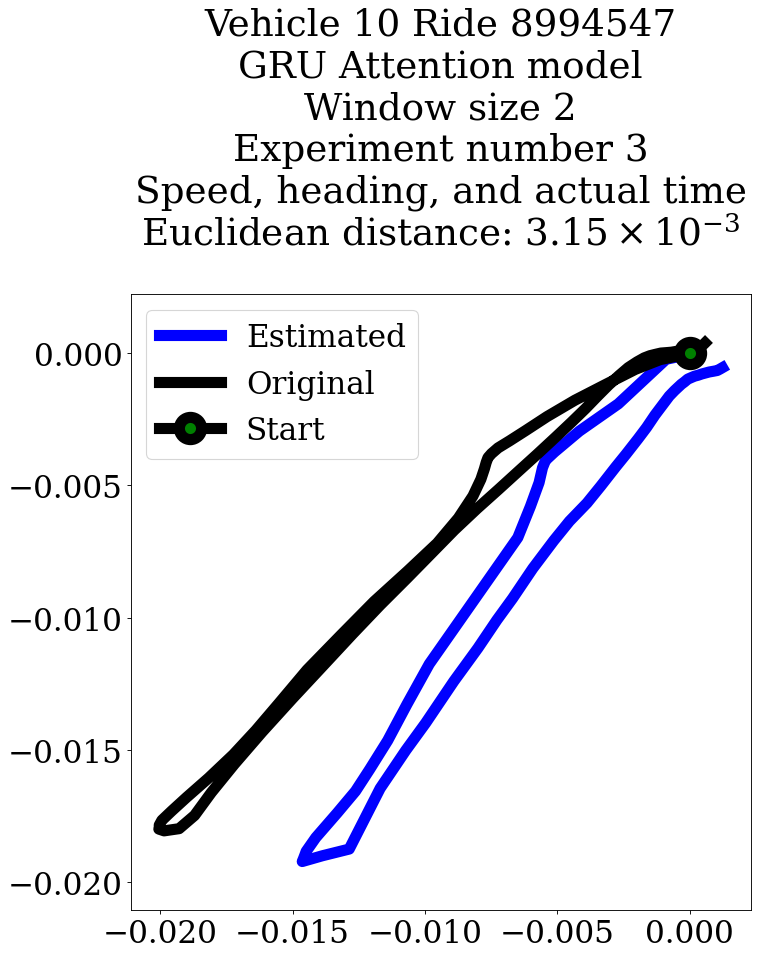 Vehicle 10 Ride 8994547
GRU Attention model
Window size 2
Experiment number 3
Speed, heading, and actual time
Euclidean distance: 3.15 × 10⁻³
Estimated
Original
Start
0.000
−0.005
−0.010
−0.015
−0.020
−0.020 −0.015 −0.010 −0.005 0.000